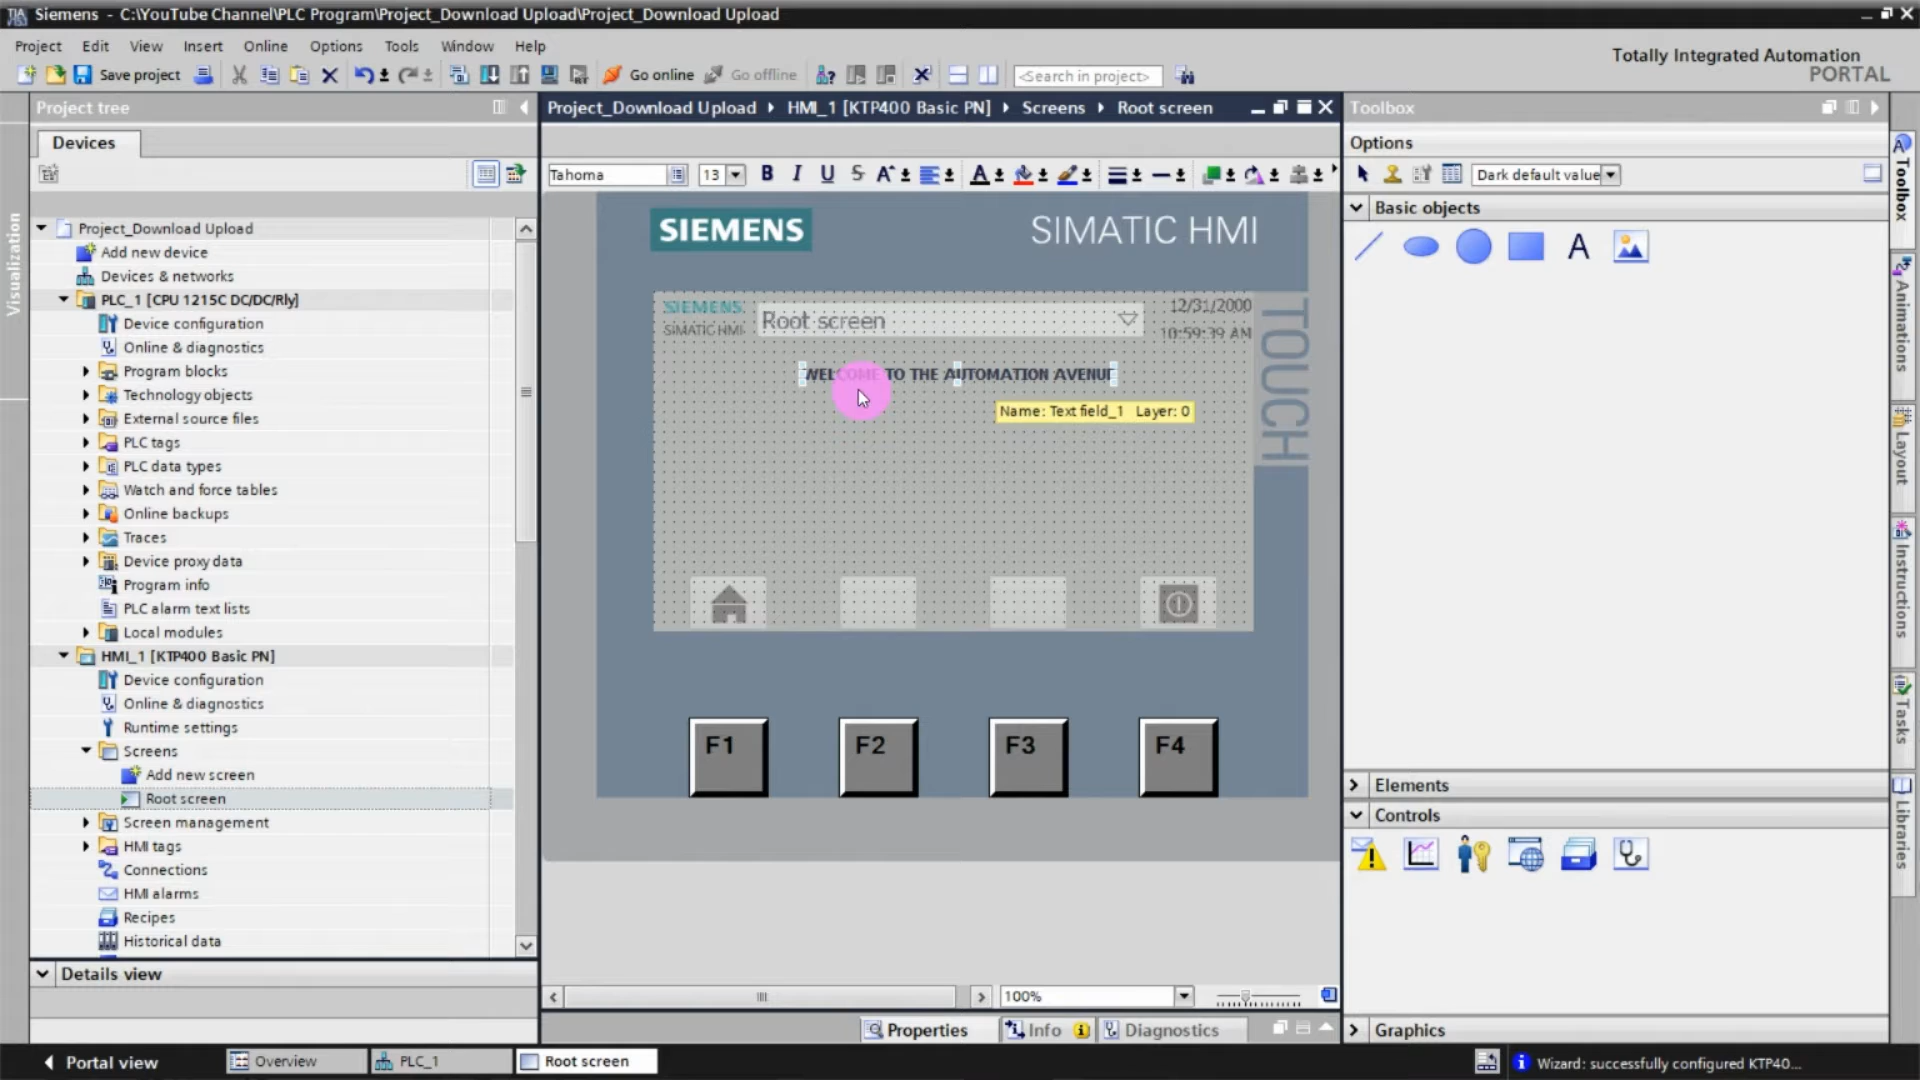 Siemens - C:\YouTube Channel\PLC Program\Project_Download Upload\Project_Download Upload
Project Edit View Insert Online Options Tools Window Help
Totally Integrated Automation
PORTAL
Save project Go online Go offline <Search in project>
Project tree
Project_Download Upload HMI_1 [KTP400 Basic PN] Screens Root screen
Toolbox
Devices
Options
Tahoma 13 B I U S A A
Dark default value
Visualization
Basic objects
A
Project_Download Upload
Add new device
Devices & networks
PLC_1 [CPU 1215C DC/DC/Rly]
Device configuration
Online & diagnostics
Program blocks
Technology objects
External source files
PLC tags
PLC data types
Watch and force tables
Online backups
Traces
Device proxy data
Program info
PLC alarm text lists
Local modules
HMI_1 [KTP400 Basic PN]
Device configuration
Online & diagnostics
Runtime settings
Screens
Add new screen
Root screen
Screen management
HMI tags
Connections
HMI alarms
Recipes
Historical data
Details view
SIEMENS
SIMATIC HMI
SIEMENS
SIMATIC HMI
Root screen
12/31/2000
10:59:39 AM
TOUCH
WELCOME TO THE AUTOMATION AVENUE
Name: Text field_1 Layer: 0
F1 F2 F3 F4
100%
Properties Info Diagnostics
Elements
Controls
Graphics
Toolbox
Animations
Layout
Instructions
Tasks
Libraries
Portal view Overview PLC_1 Root screen
Wizard: successfully configured KTP40...